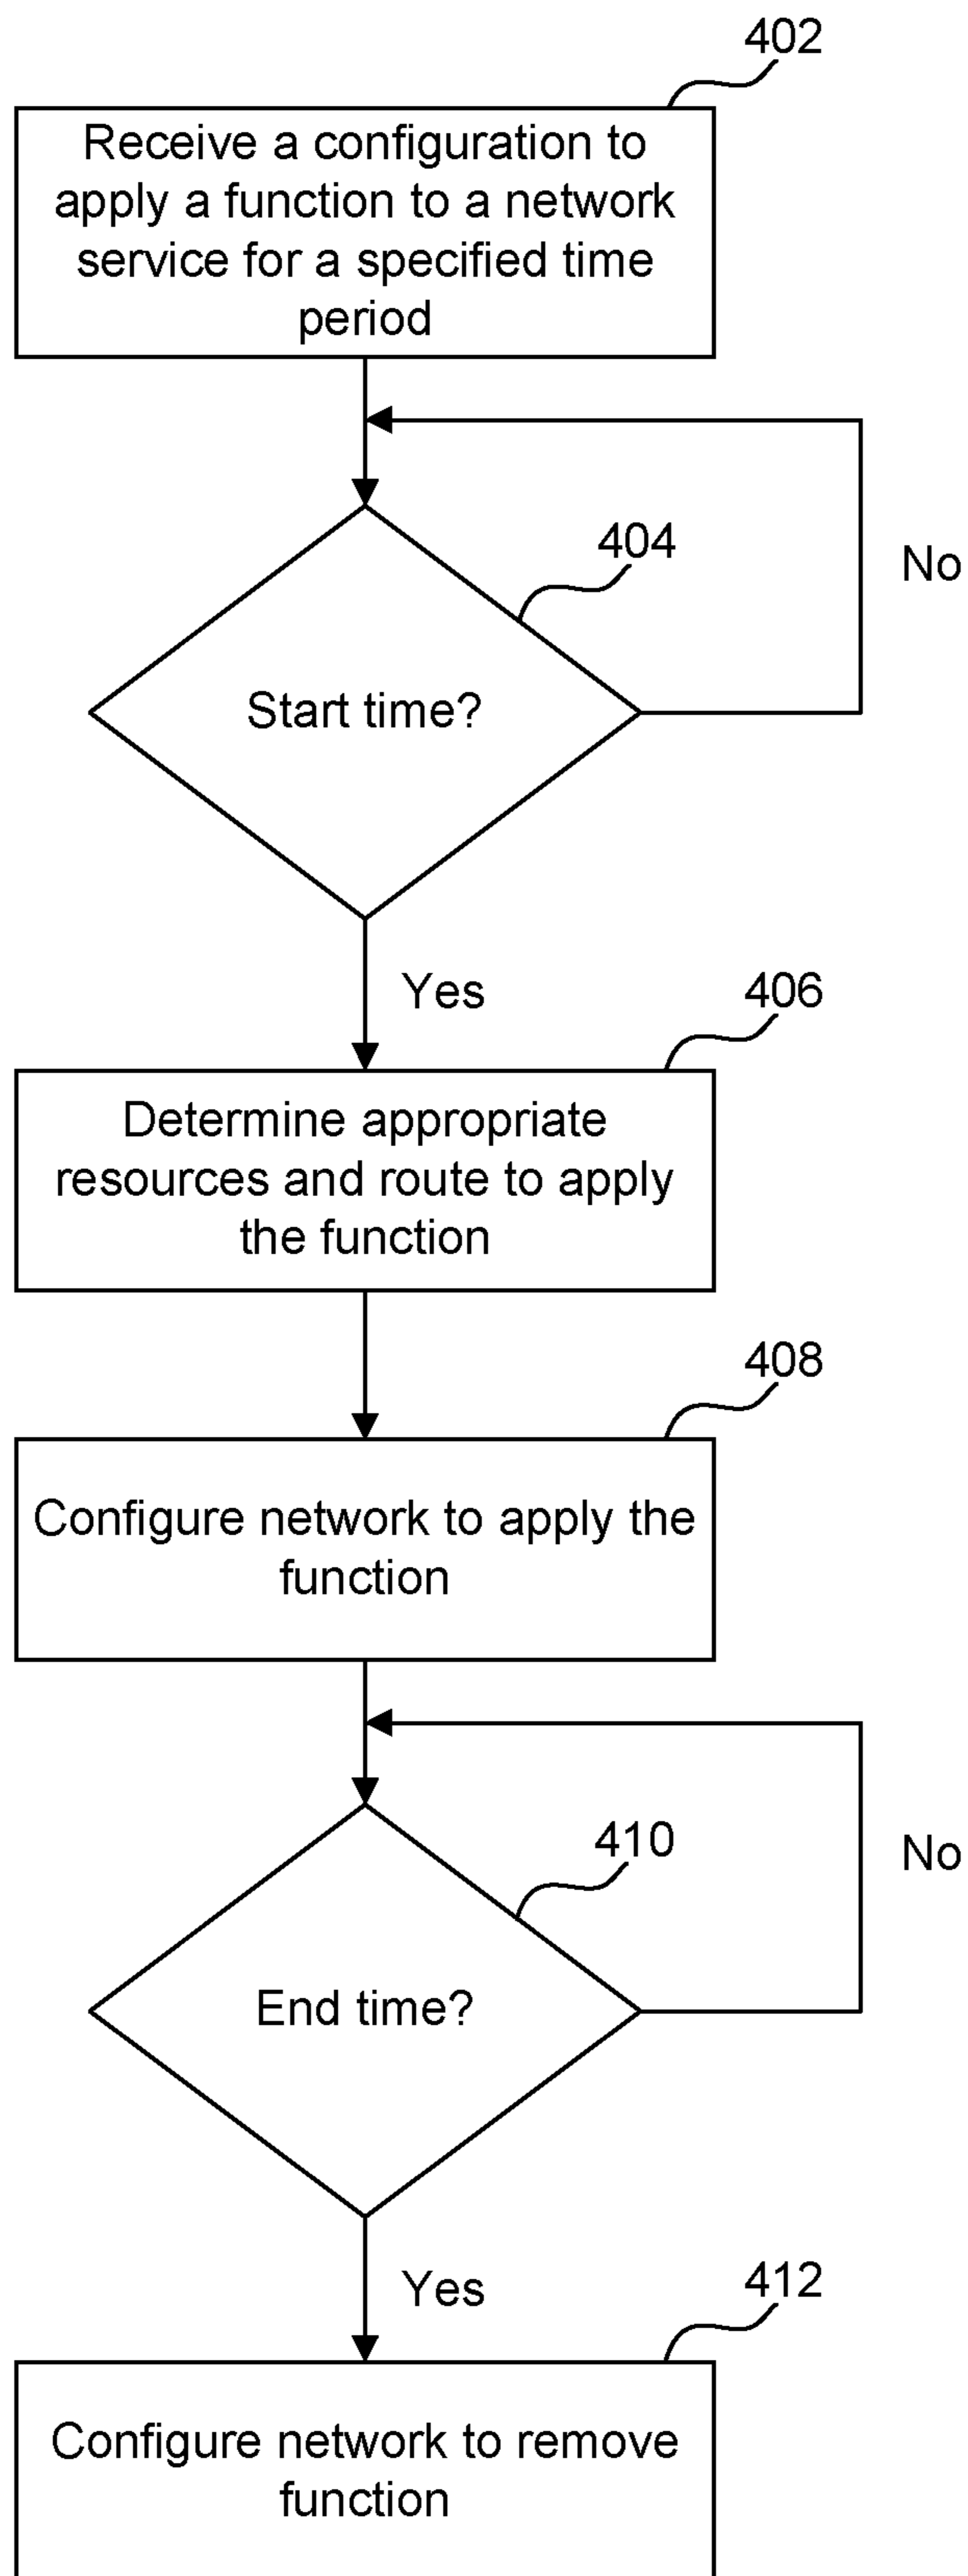 402
Receive a configuration to
apply a function to a network
service for a specified time
period
404
No
Start time?
Yes
406
Determine appropriate
resources and route to apply
the function
408
Configure network to apply the
function
410
No
End time?
Yes
412
Configure network to remove
function